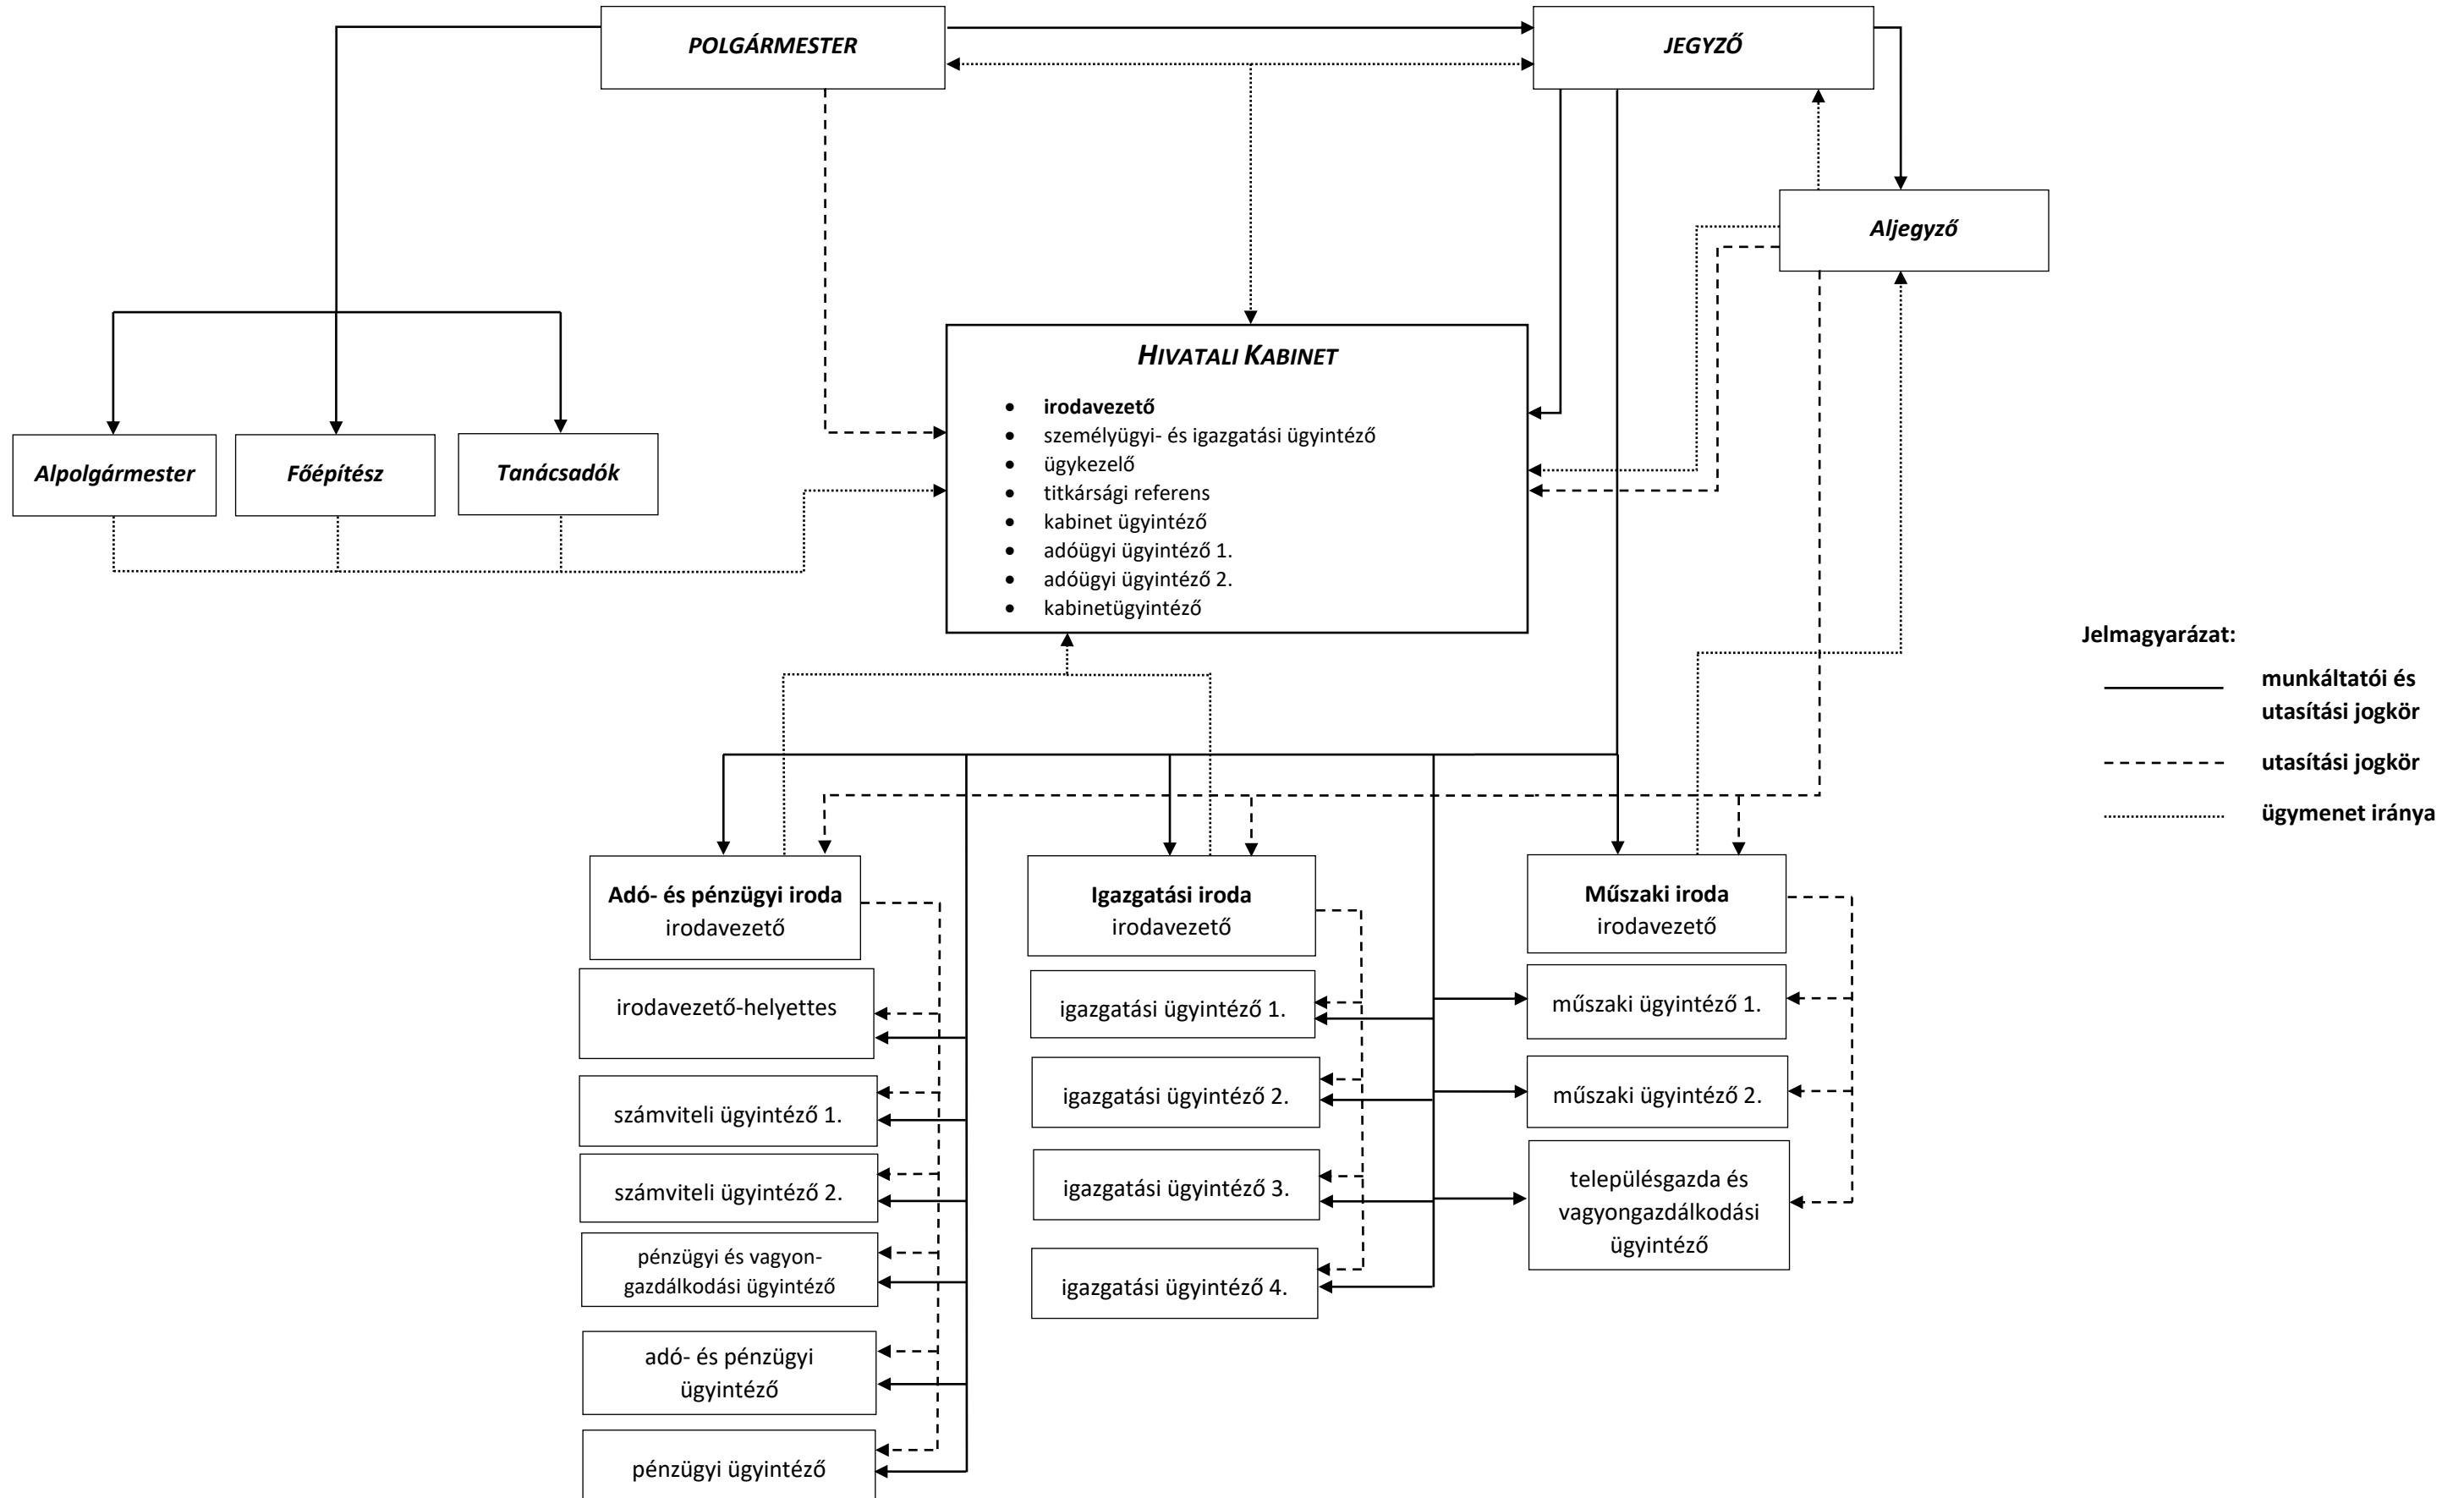 POLGÁRMESTER
JEGYZŐ
Aljegyző
HIVATALI KABINET
• irodavezető
• személyügyi- és igazgatási ügyintéző
• ügykezelő
• titkársági referens
• kabinet ügyintéző
• adóügyi ügyintéző 1.
• adóügyi ügyintéző 2.
• kabinetügyintéző
Alpolgármester
Főépítész
Tanácsadók
Jelmagyarázat:
munkáltatói és
utasítási jogkör
utasítási jogkör
ügymenet iránya
Adó- és pénzügyi iroda
irodavezető
irodavezető-helyettes
számviteli ügyintéző 1.
számviteli ügyintéző 2.
pénzügyi és vagyon-
gazdálkodási ügyintéző
adó- és pénzügyi
ügyintéző
pénzügyi ügyintéző
Igazgatási iroda
irodavezető
igazgatási ügyintéző 1.
igazgatási ügyintéző 2.
igazgatási ügyintéző 3.
igazgatási ügyintéző 4.
Műszaki iroda
irodavezető
műszaki ügyintéző 1.
műszaki ügyintéző 2.
településgazda és
vagyongazdálkodási
ügyintéző